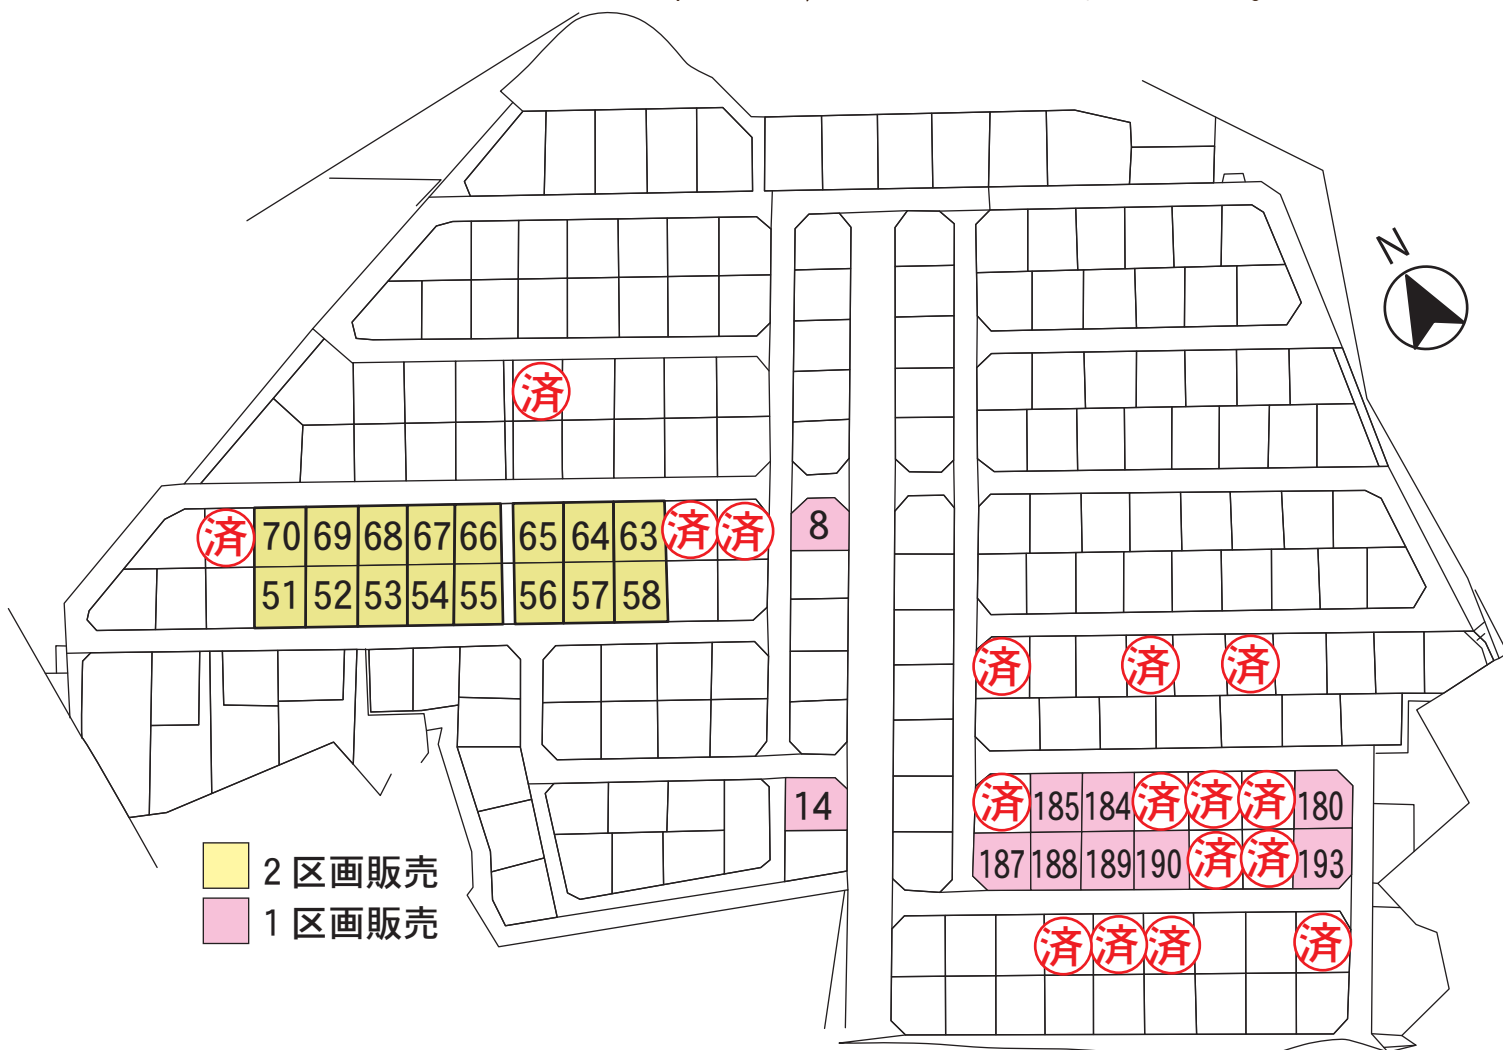 N
済
済 70 69 68 67 66 65 64 63 済 済 8
51 52 53 54 55 56 57 58
済 済 済
14 済 185 184 済 済 済 180
187 188 189 190 済 済 193
2 区画販売
1 区画販売
済 済 済 済